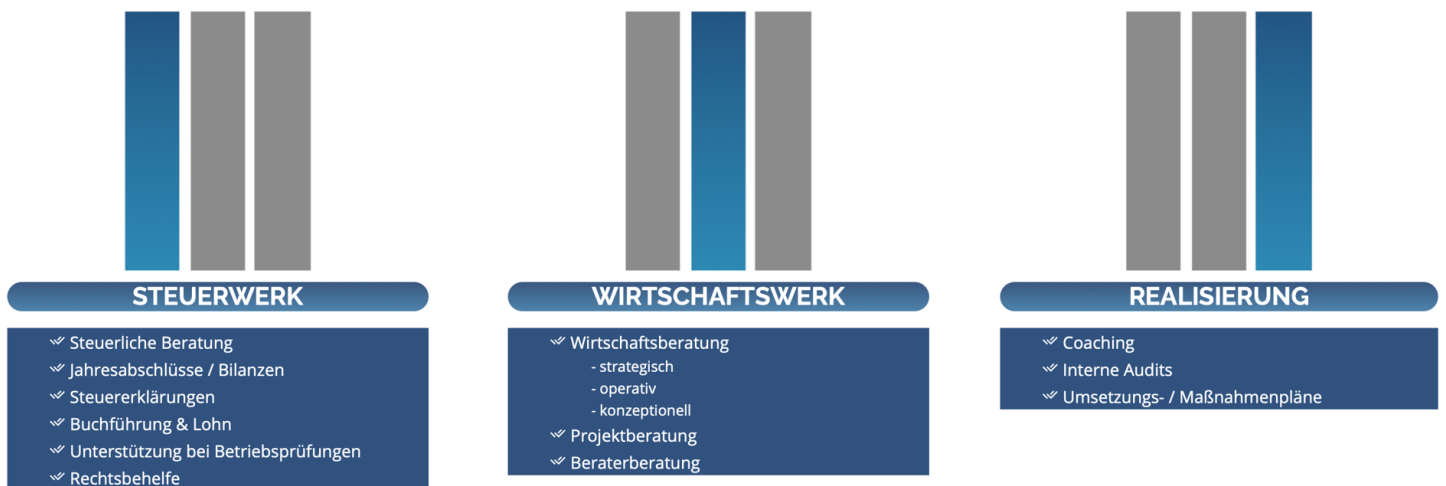 STEUERWERK
Steuerliche Beratung
Jahresabschlüsse / Bilanzen
Steuererklärungen
Buchführung & Lohn
Unterstützung bei Betriebsprüfungen
Rechtsbehelfe
WIRTSCHAFTSWERK
Wirtschaftsberatung
- strategisch
- operativ
- konzeptionell
Projektberatung
Beraterberatung
REALISIERUNG
Coaching
Interne Audits
Umsetzungs- / Maßnahmenpläne